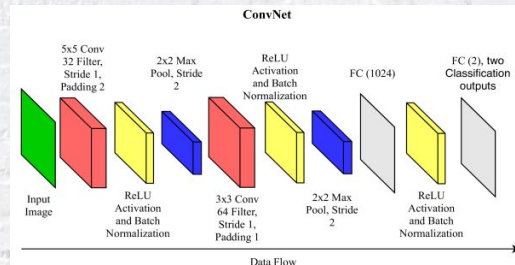 ConvNet
5x5 Conv
32 Filter,
Stride 1,
Padding 2
2x2 Max
Pool, Stride
2
ReLU
Activation
and Batch
Normalization
FC (1024)
FC (2), two
Classification
outputs
Input
Image
ReLU
Activation
and Batch
Normalization
3x3 Conv
64 Filter,
Stride 1,
Padding 1
2x2 Max
Pool, Stride
2
ReLU
Activation
and Batch
Normalization
Data Flow